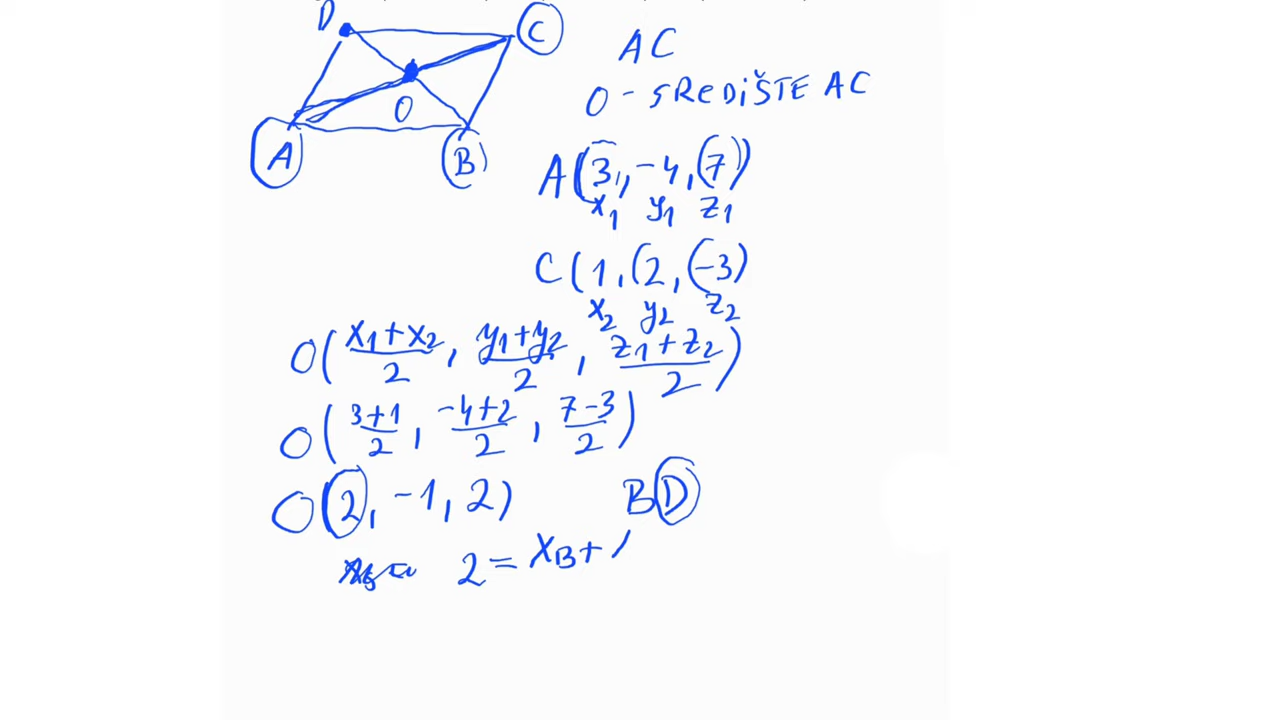 D
C
O
A
B
AC
O - SREDIŠTE AC
A(3, -4, (7))
x₁ y₁ z₁
C(1, (2, (-3)
x₂ y₂ z₂
O(x₁+x₂/2, y₁+y₂/2, z₁+z₂/2)
O(3+1/2, -4+2/2, 7-3/2)
O(2, -1, 2) BD
2 = x_B +